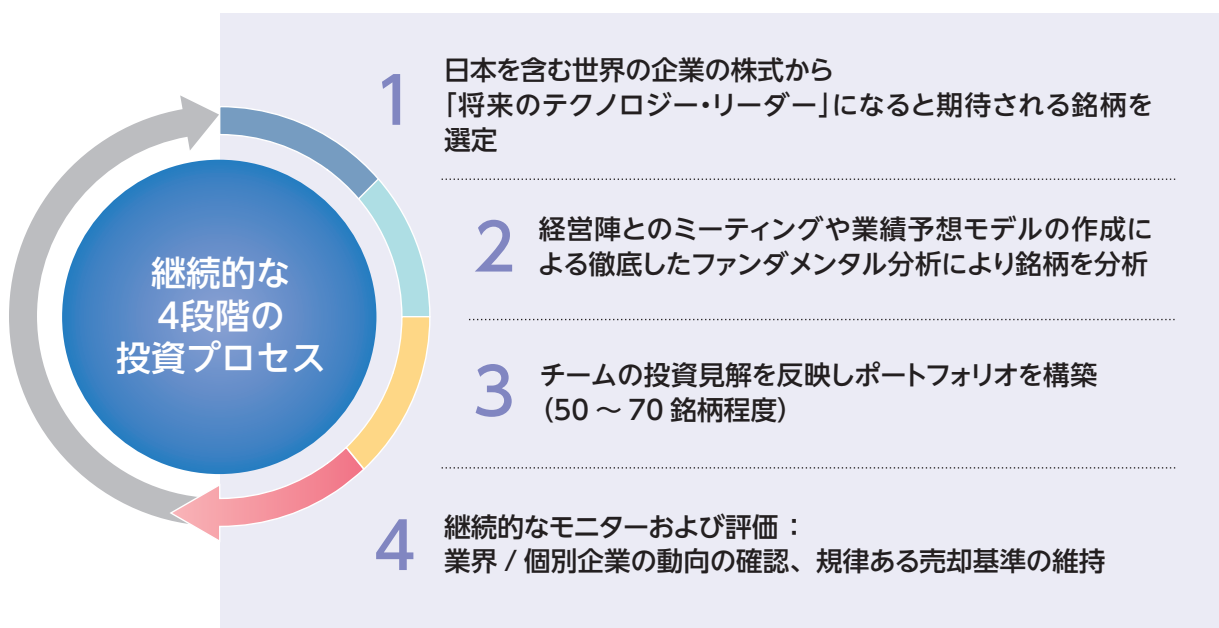 継続的な
4段階の
投資プロセス
1
日本を含む世界の企業の株式から
「将来のテクノロジー・リーダー」になると期待される銘柄を
選定
2
経営陣とのミーティングや業績予想モデルの作成に
よる徹底したファンダメンタル分析により銘柄を分析
3
チームの投資見解を反映しポートフォリオを構築
(50 ～ 70 銘柄程度)
4
継続的なモニターおよび評価 ：
業界 / 個別企業の動向の確認、規律ある売却基準の維持